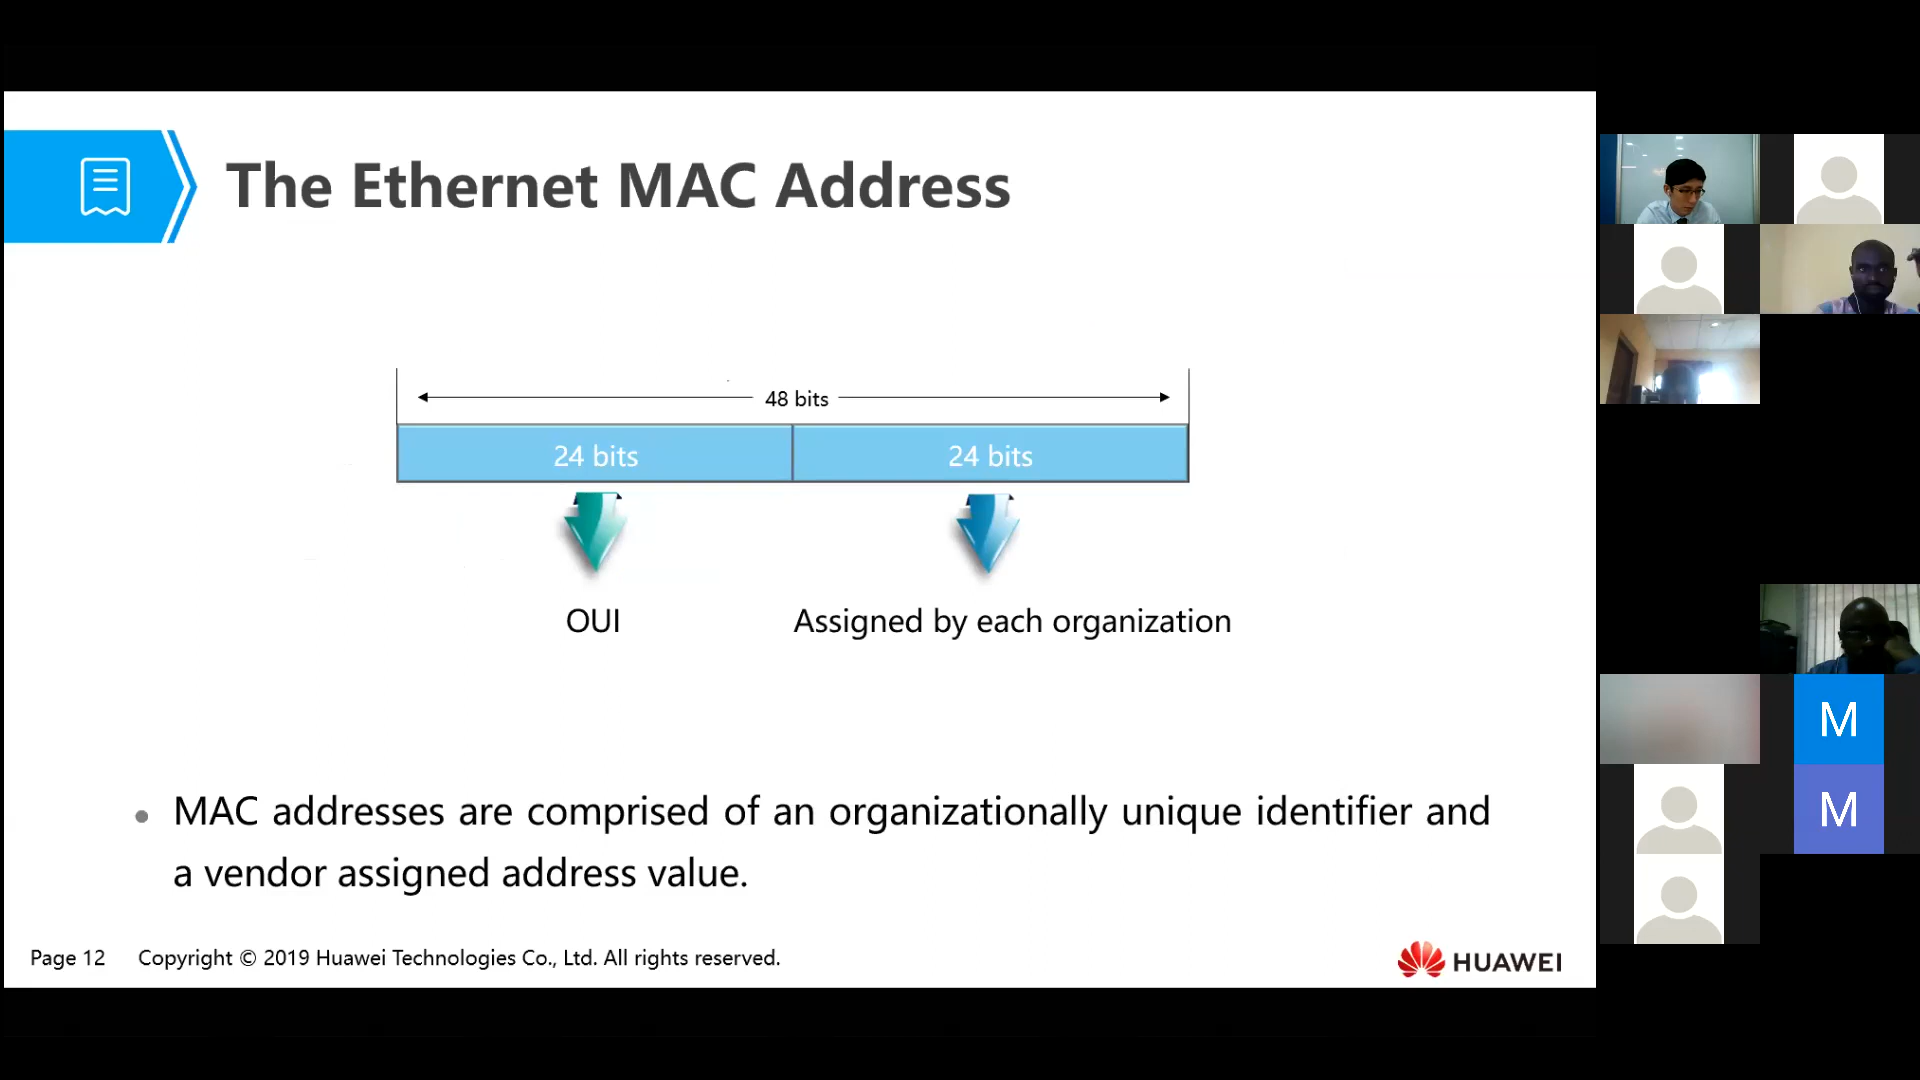 The Ethernet MAC Address
48 bits
24 bits 24 bits
OUI Assigned by each organization
• MAC addresses are comprised of an organizationally unique identifier and
a vendor assigned address value.
Page 12 Copyright © 2019 Huawei Technologies Co., Ltd. All rights reserved.
HUAWEI
M
M